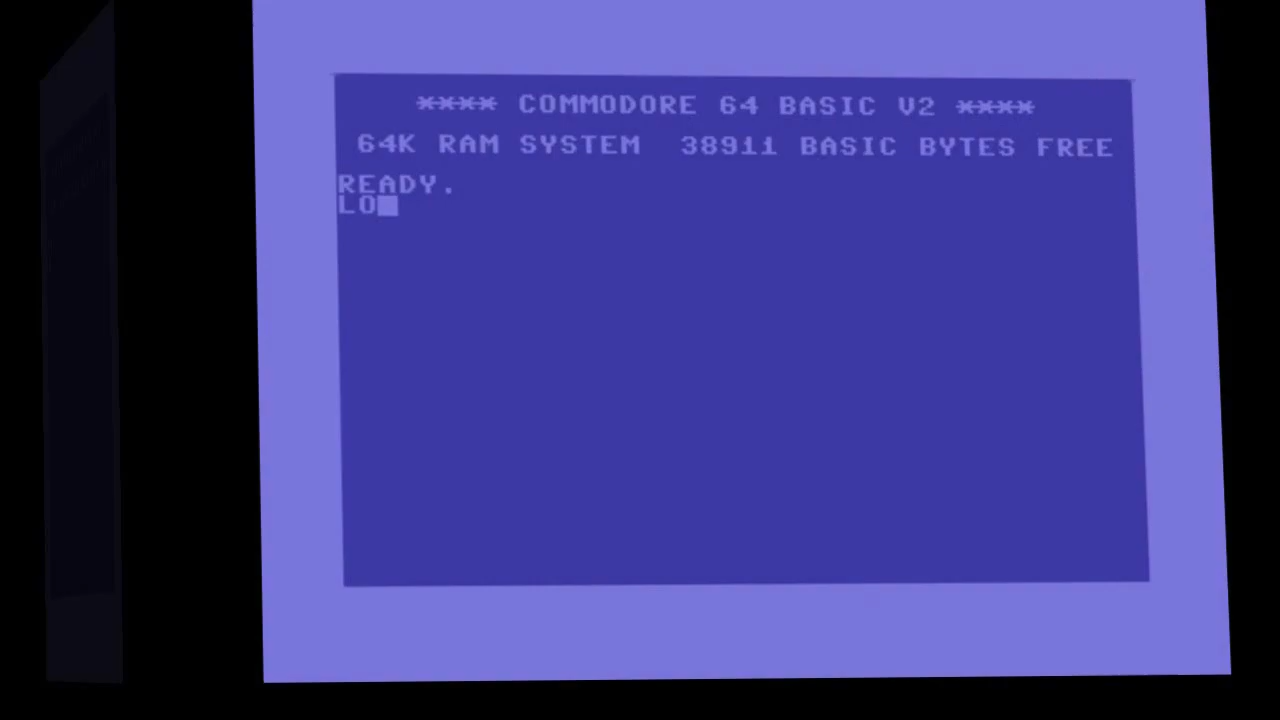 **** COMMODORE 64 BASIC V2 ****
64K RAM SYSTEM  38911 BASIC BYTES FREE
READY.
LO